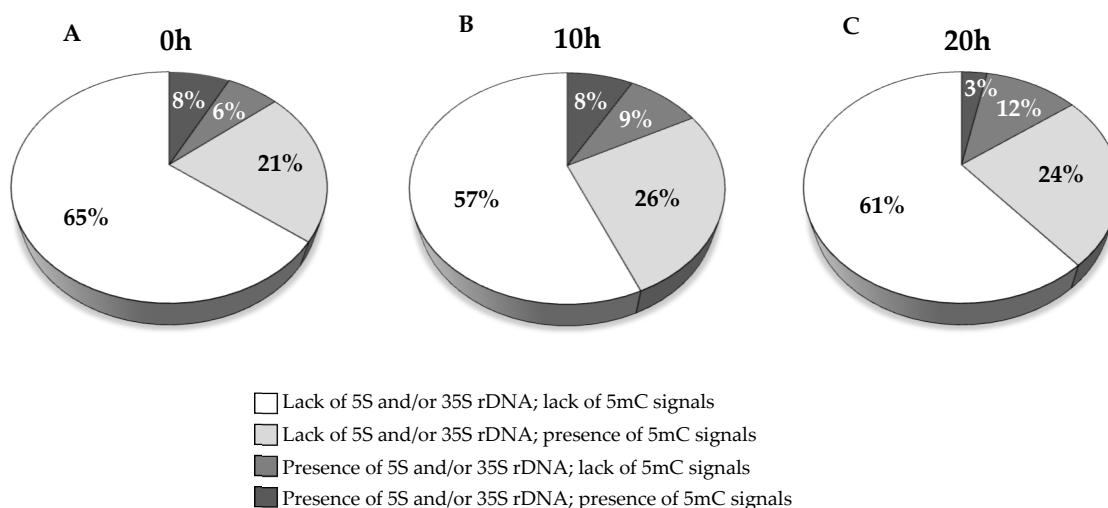 A
0h
8%
6%
21%
65%
B
10h
8%
9%
26%
57%
C
20h
3%
12%
24%
61%
Lack of 5S and/or 35S rDNA; lack of 5mC signals
Lack of 5S and/or 35S rDNA; presence of 5mC signals
Presence of 5S and/or 35S rDNA; lack of 5mC signals
Presence of 5S and/or 35S rDNA; presence of 5mC signals